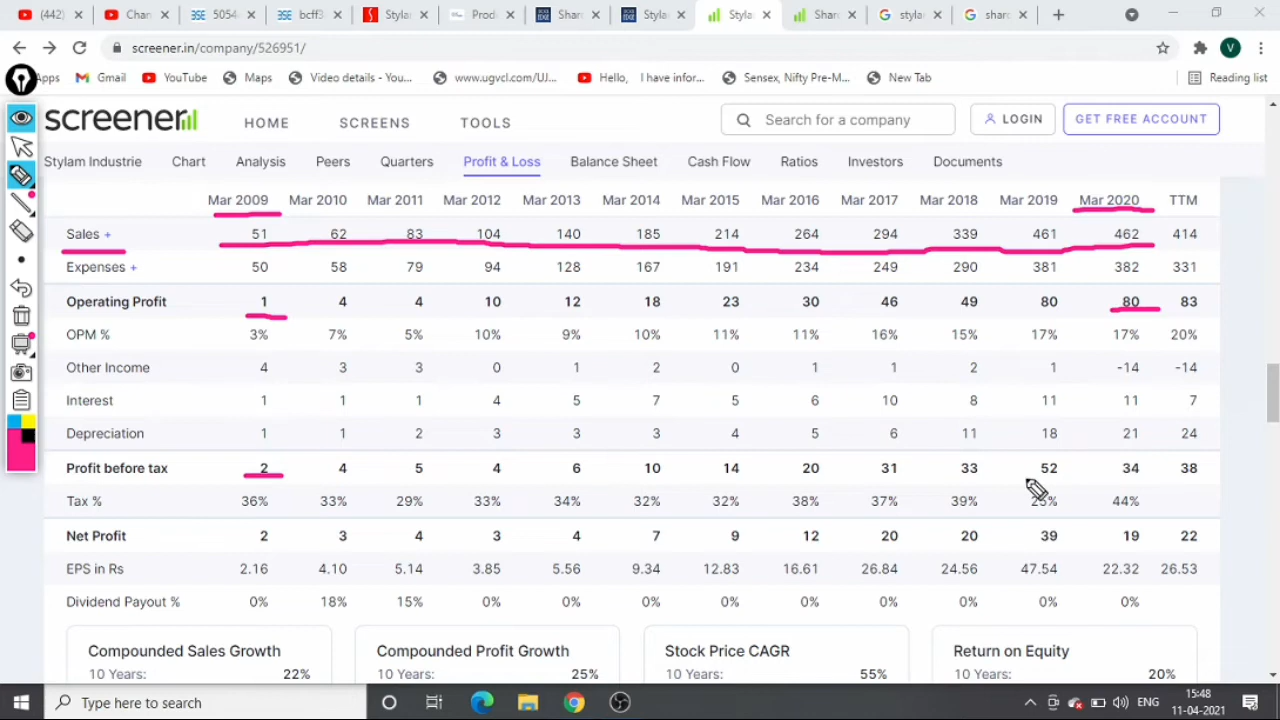 (442)
Chan
5054
bcff3
Stylar
Prod
Shar
Stylar
Styla
Shar
styla
sharc
screener.in/company/526951/
Apps Gmail YouTube Maps Video details - You... www.ugvcl.com/UJ... Hello, I have infor... Sensex, Nifty Pre-M... New Tab Reading list
V
screener
HOME SCREENS TOOLS Search for a company LOGIN GET FREE ACCOUNT
Stylam Industrie Chart Analysis Peers Quarters Profit & Loss Balance Sheet Cash Flow Ratios Investors Documents
Mar 2009 Mar 2010 Mar 2011 Mar 2012 Mar 2013 Mar 2014 Mar 2015 Mar 2016 Mar 2017 Mar 2018 Mar 2019 Mar 2020 TTM
Sales + 51 62 83 104 140 185 214 264 294 339 461 462 414
Expenses + 50 58 79 94 128 167 191 234 249 290 381 382 331
Operating Profit 1 4 4 10 12 18 23 30 46 49 80 80 83
OPM % 3% 7% 5% 10% 9% 10% 11% 11% 16% 15% 17% 17% 20%
Other Income 4 3 3 0 1 2 0 1 1 2 1 -14 -14
Interest 1 1 1 4 5 7 5 6 10 8 11 11 7
Depreciation 1 1 2 3 3 3 4 5 6 11 18 21 24
Profit before tax 2 4 5 4 6 10 14 20 31 33 52 34 38
Tax % 36% 33% 29% 33% 34% 32% 32% 38% 37% 39% 44%
Net Profit 2 3 4 3 4 7 9 12 20 20 39 19 22
EPS in Rs 2.16 4.10 5.14 3.85 5.56 9.34 12.83 16.61 26.84 24.56 47.54 22.32 26.53
Dividend Payout % 0% 18% 15% 0% 0% 0% 0% 0% 0% 0% 0% 0%
Compounded Sales Growth Compounded Profit Growth Stock Price CAGR Return on Equity
10 Years: 22% 10 Years: 25% 10 Years: 55% 10 Years: 20%
Type here to search
ENG
15:48
11-04-2021